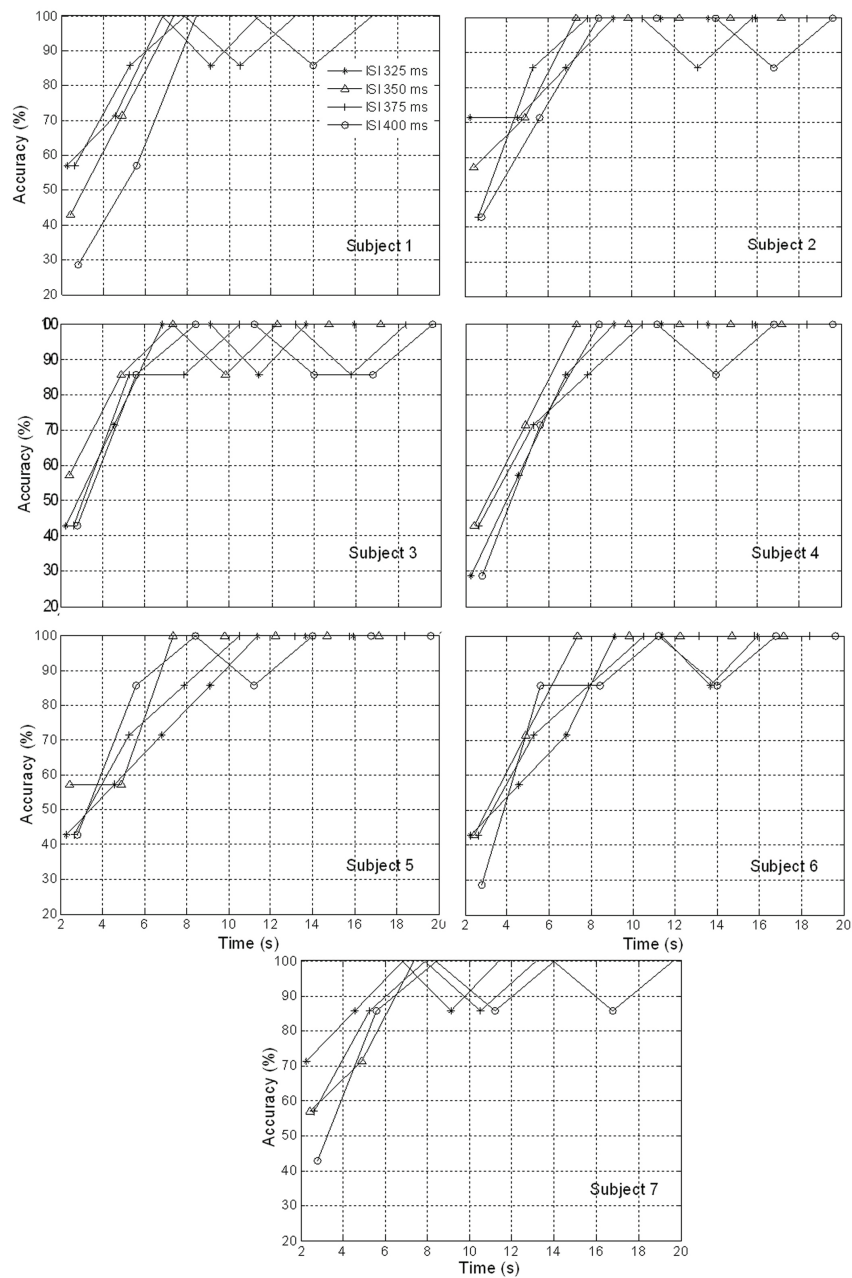 100
90
80
70
60
50
40
30
20
Accuracy (%)
ISI 325 ms
ISI 350 ms
ISI 375 ms
ISI 400 ms
Subject 1
Subject 2
100
90
80
70
60
50
40
30
20
Accuracy (%)
Subject 3
Subject 4
100
90
80
70
60
50
40
30
20
Accuracy (%)
Subject 5
2 4 6 8 10 12 14 16 18 20
Time (s)
Subject 6
2 4 6 8 10 12 14 16 18 20
Time (s)
100
90
80
70
60
50
40
30
20
Accuracy (%)
Subject 7
2 4 6 8 10 12 14 16 18 20
Time (s)